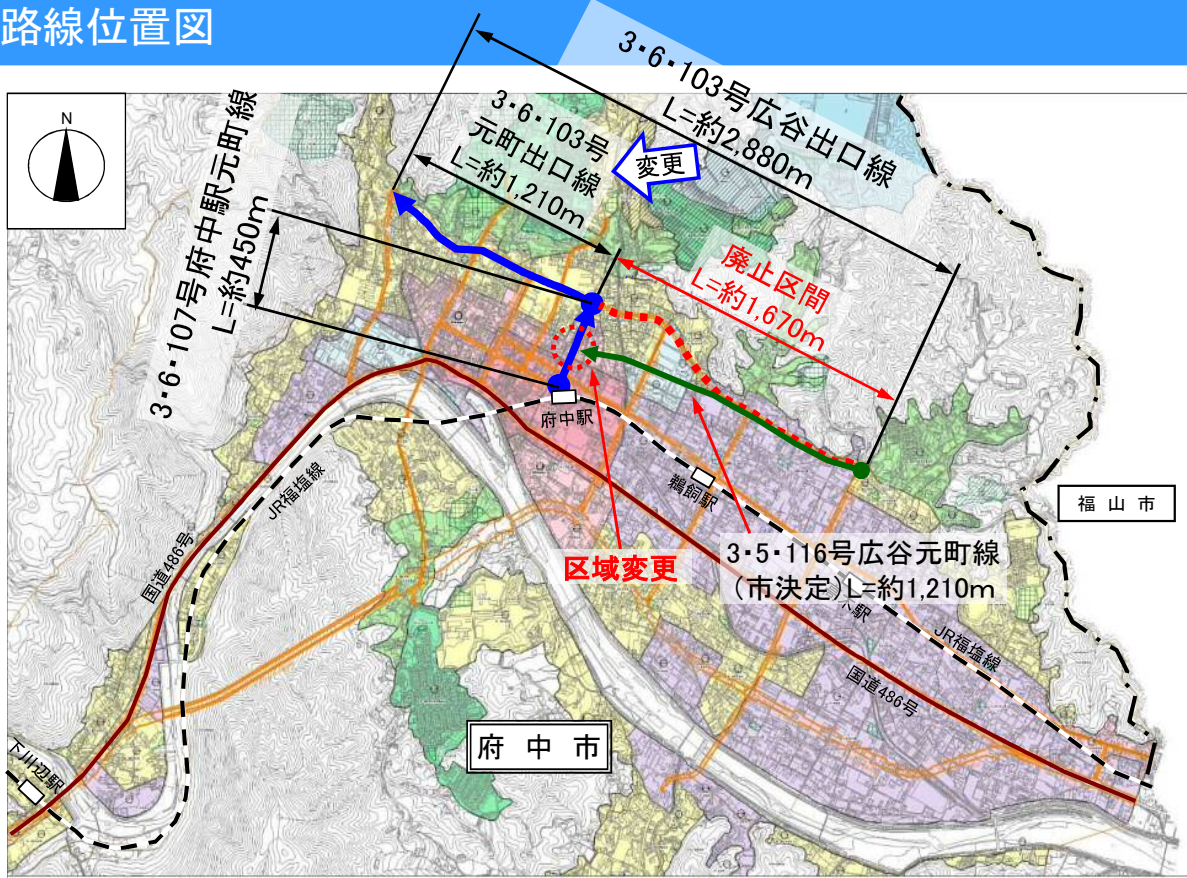 路線位置図
N
3・6・103号広谷出口線
L=約2,880m
3・6・103号
元町出口線
L=約1,210m
変更
3・6・107号府中駅元町線
L=約450m
廃止区間
L=約1,670m
府中駅
鵜飼駅
JR福塩線
国道486号
福山市
区域変更
3・5・116号広谷元町線
(市決定)L=約1,210m
木駅
JR福塩線
国道486号
府中市
下川辺駅